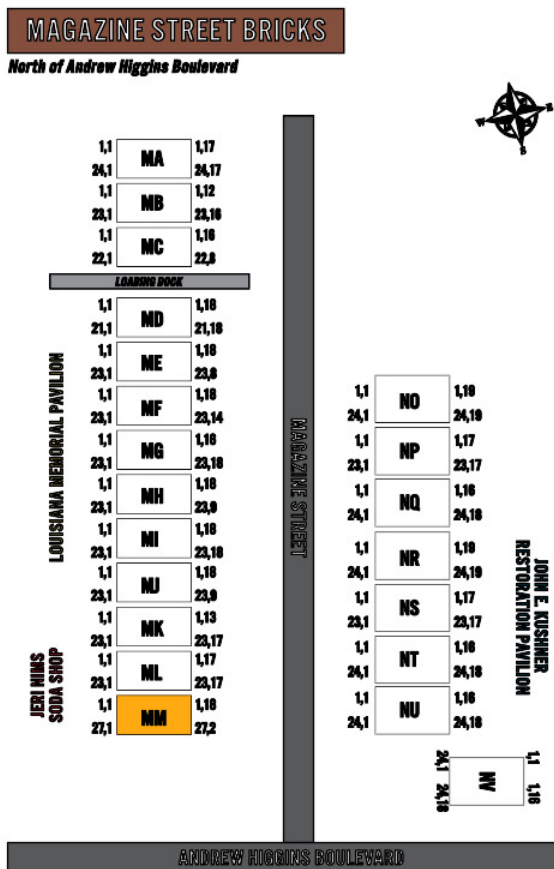 MAGAZINE STREET BRICKS
North of Andrew Higgins Boulevard
N
E
S
W
1,1 MA 1,17
24,1 24,17
1,1 MB 1,12
23,1 23,16
1,1 MC 1,16
22,1 22,8
LOADING DOCK
1,1 MD 1,18
21,1 21,18
1,1 ME 1,18
23,1 23,8
1,1 MF 1,18
23,1 23,14
1,1 MG 1,16
23,1 23,18
1,1 MH 1,18
23,1 23,9
1,1 MI 1,18
23,1 23,18
1,1 MJ 1,18
23,1 23,9
1,1 MK 1,13
23,1 23,17
1,1 ML 1,17
23,1 23,17
1,1 MM 1,18
27,1 27,2
LOUISIANA MEMORIAL PAVILION
JERI NIMS
SODA SHOP
MAGAZINE STREET
1,1 NO 1,19
24,1 24,19
1,1 NP 1,17
23,1 23,17
1,1 NQ 1,16
24,1 24,18
1,1 NR 1,19
24,1 24,19
1,1 NS 1,17
23,1 23,17
1,1 NT 1,16
24,1 24,18
1,1 NU 1,16
24,1 24,18
JOHN E. KUSHNER
RESTORATION PAVILION
1,1 NV 1,16
24,1 24,18
ANDREW HIGGINS BOULEVARD